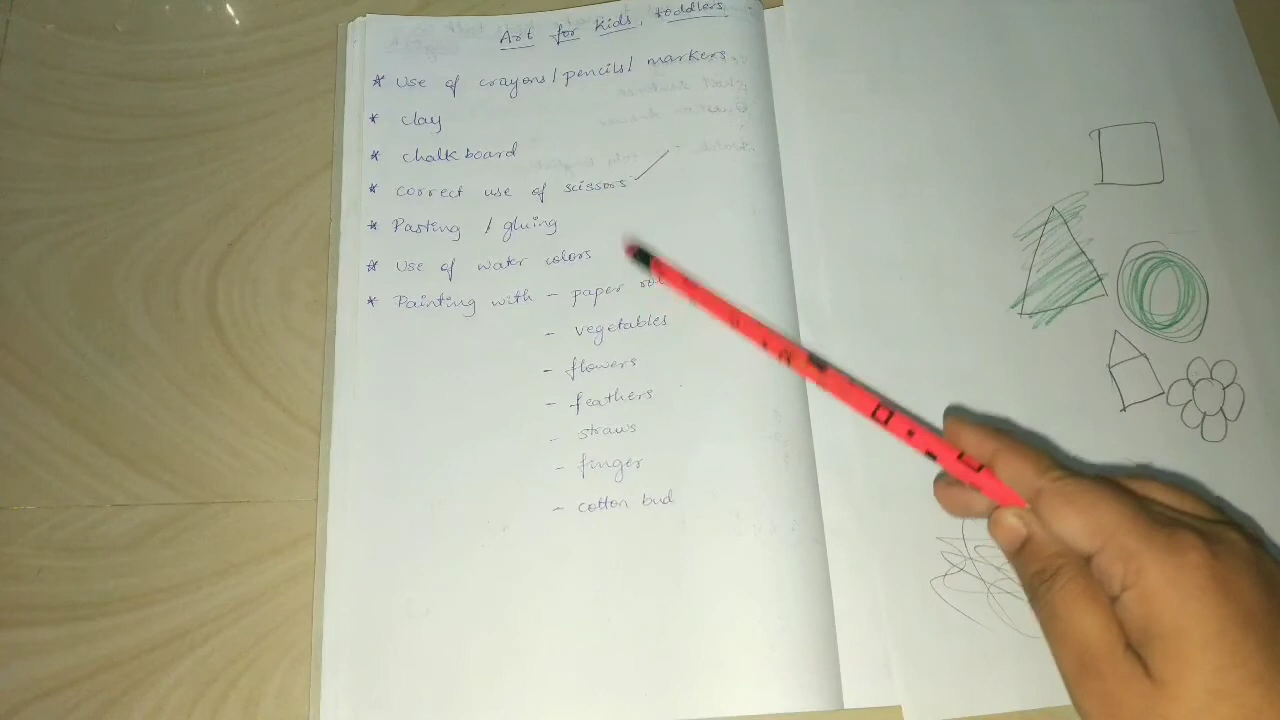 Art for kids, toddlers
* Use of crayons/pencils/ markers
* clay
* chalk board
* correct use of scissors
* Pasting / gluing
* Use of water colors
* Painting with - paper
- vegetables
- flowers
- feathers
- straws
- finger
- cotton bud